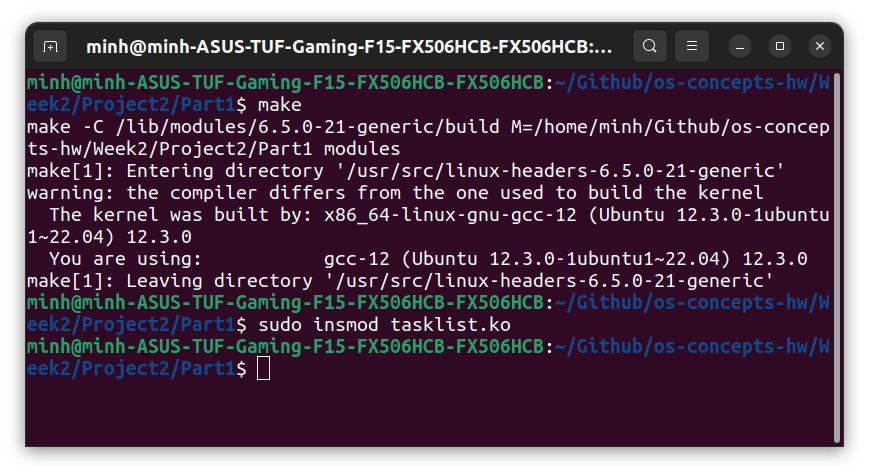 minh@minh-ASUS-TUF-Gaming-F15-FX506HCB-FX506HCB:...
minh@minh-ASUS-TUF-Gaming-F15-FX506HCB-FX506HCB:~/Github/os-concepts-hw/W
eek2/Project2/Part1$ make
make -C /lib/modules/6.5.0-21-generic/build M=/home/minh/Github/os-concep
ts-hw/Week2/Project2/Part1 modules
make[1]: Entering directory '/usr/src/linux-headers-6.5.0-21-generic'
warning: the compiler differs from the one used to build the kernel
  The kernel was built by: x86_64-linux-gnu-gcc-12 (Ubuntu 12.3.0-1ubuntu
1~22.04) 12.3.0
  You are using:           gcc-12 (Ubuntu 12.3.0-1ubuntu1~22.04) 12.3.0
make[1]: Leaving directory '/usr/src/linux-headers-6.5.0-21-generic'
minh@minh-ASUS-TUF-Gaming-F15-FX506HCB-FX506HCB:~/Github/os-concepts-hw/W
eek2/Project2/Part1$ sudo insmod tasklist.ko
minh@minh-ASUS-TUF-Gaming-F15-FX506HCB-FX506HCB:~/Github/os-concepts-hw/W
eek2/Project2/Part1$